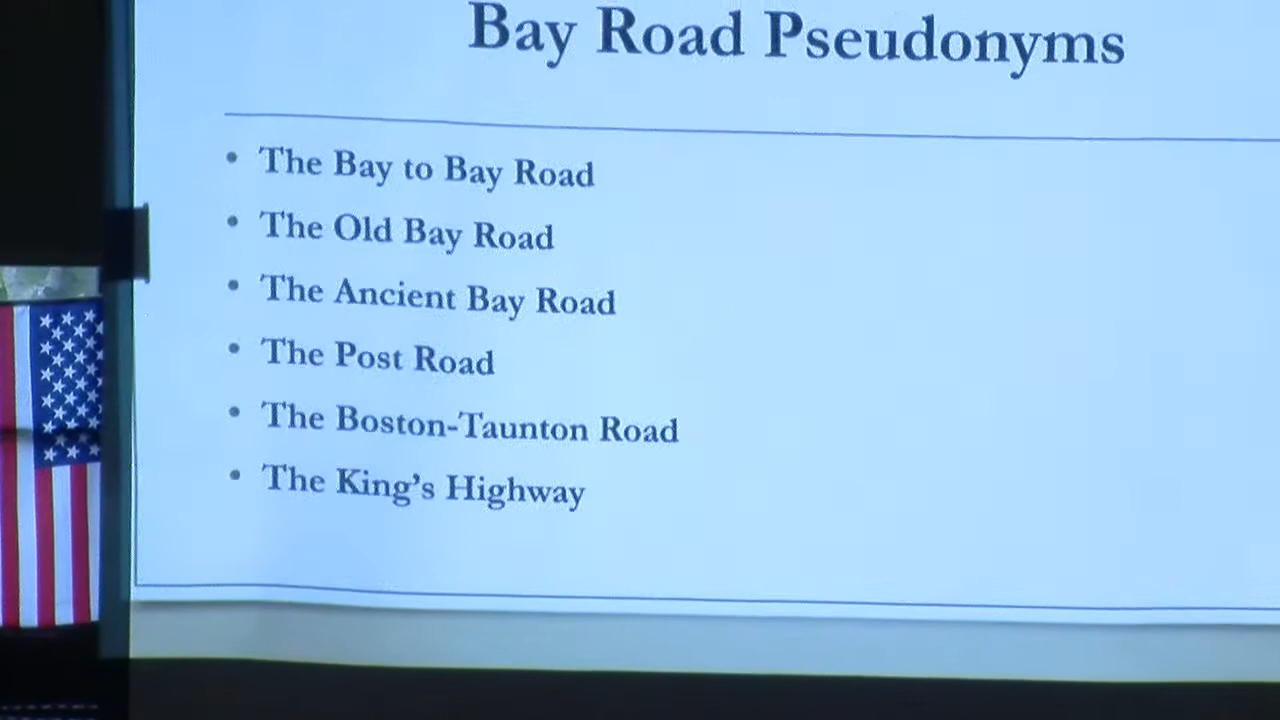 Bay Road Pseudonyms
• The Bay to Bay Road
• The Old Bay Road
• The Ancient Bay Road
• The Post Road
• The Boston-Taunton Road
• The King’s Highway